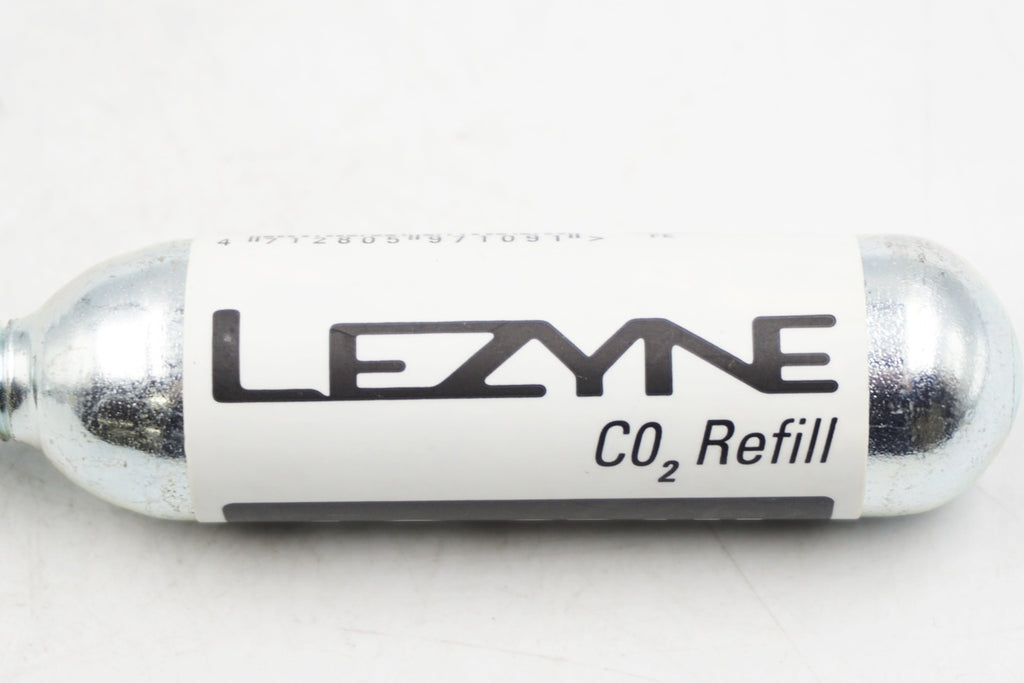 4 712805 971091 >
LEZYNE
CO₂ Refill